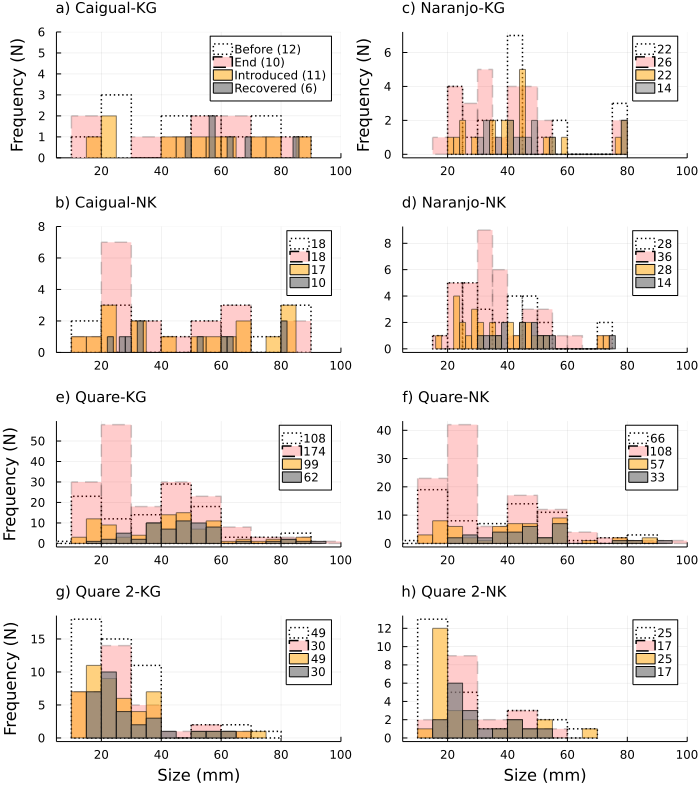 a) Caigual-KG
Frequency (N)
6
5
4
3
2
1
0
20 40 60 80 100
Before (12)
End (10)
Introduced (11)
Recovered (6)
c) Naranjo-KG
6
4
2
0
20 40 60 80 100
22
26
22
14
b) Caigual-NK
Frequency (N)
8
6
4
2
0
20 40 60 80 100
18
18
17
10
d) Naranjo-NK
8
6
4
2
0
20 40 60 80 100
28
36
28
14
e) Quare-KG
Frequency (N)
50
40
30
20
10
0
20 40 60 80 100
108
174
99
62
f) Quare-NK
40
30
20
10
0
20 40 60 80 100
66
108
57
33
g) Quare 2-KG
Frequency (N)
15
10
5
0
20 40 60 80 100
Size (mm)
49
30
49
30
h) Quare 2-NK
12
10
8
6
4
2
0
20 40 60 80 100
Size (mm)
25
17
25
17